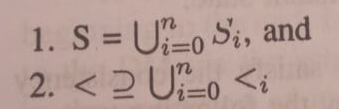 1. S = ⋃ⁿᵢ₌₀ Sᵢ, and
2. < ⊇ ⋃ⁿᵢ₌₀ <ᵢ